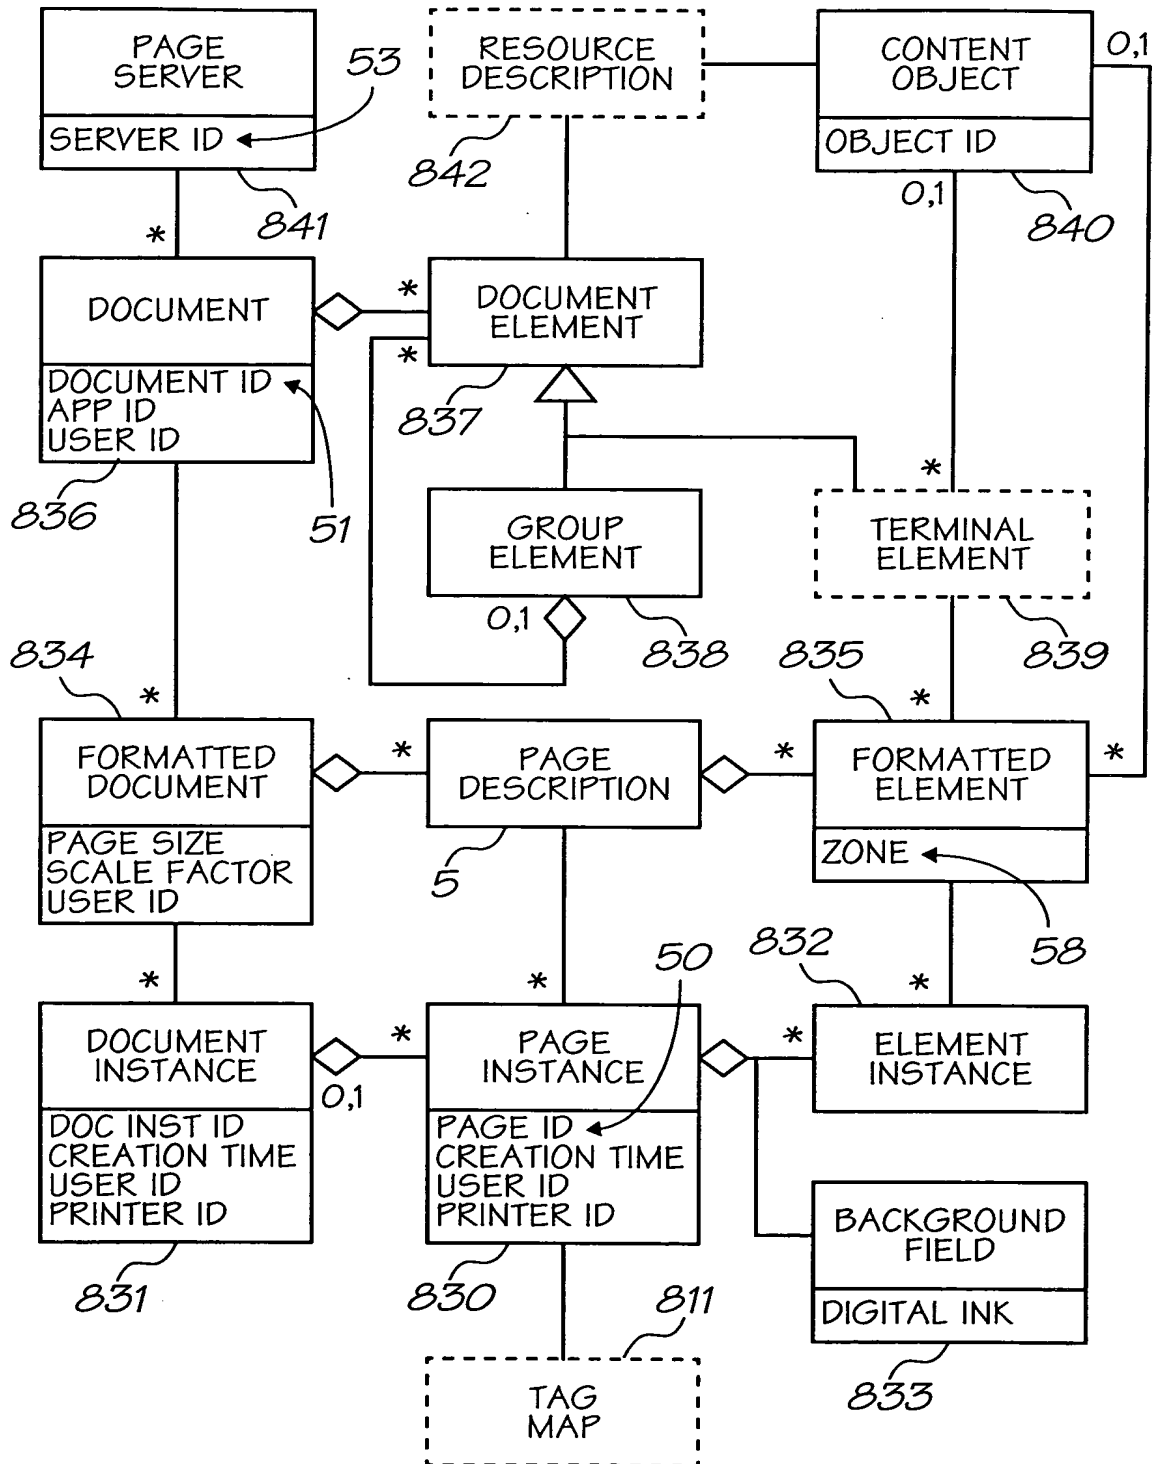 PAGE
SERVER
SERVER ID
53
841
RESOURCE
DESCRIPTION
842
CONTENT
OBJECT
OBJECT ID
0,1
0,1
840
*
DOCUMENT
DOCUMENT ID
APP ID
USER ID
836
51
*
*
DOCUMENT
ELEMENT
837
GROUP
ELEMENT
0,1
838
*
TERMINAL
ELEMENT
839
834
*
FORMATTED
DOCUMENT
PAGE SIZE
SCALE FACTOR
USER ID
*
PAGE
DESCRIPTION
5
835
*
*
*
FORMATTED
ELEMENT
ZONE
58
*
DOCUMENT
INSTANCE
0,1
DOC INST ID
CREATION TIME
USER ID
PRINTER ID
831
50
*
*
PAGE
INSTANCE
PAGE ID
CREATION TIME
USER ID
PRINTER ID
830
832
*
*
ELEMENT
INSTANCE
BACKGROUND
FIELD
DIGITAL INK
833
811
TAG
MAP